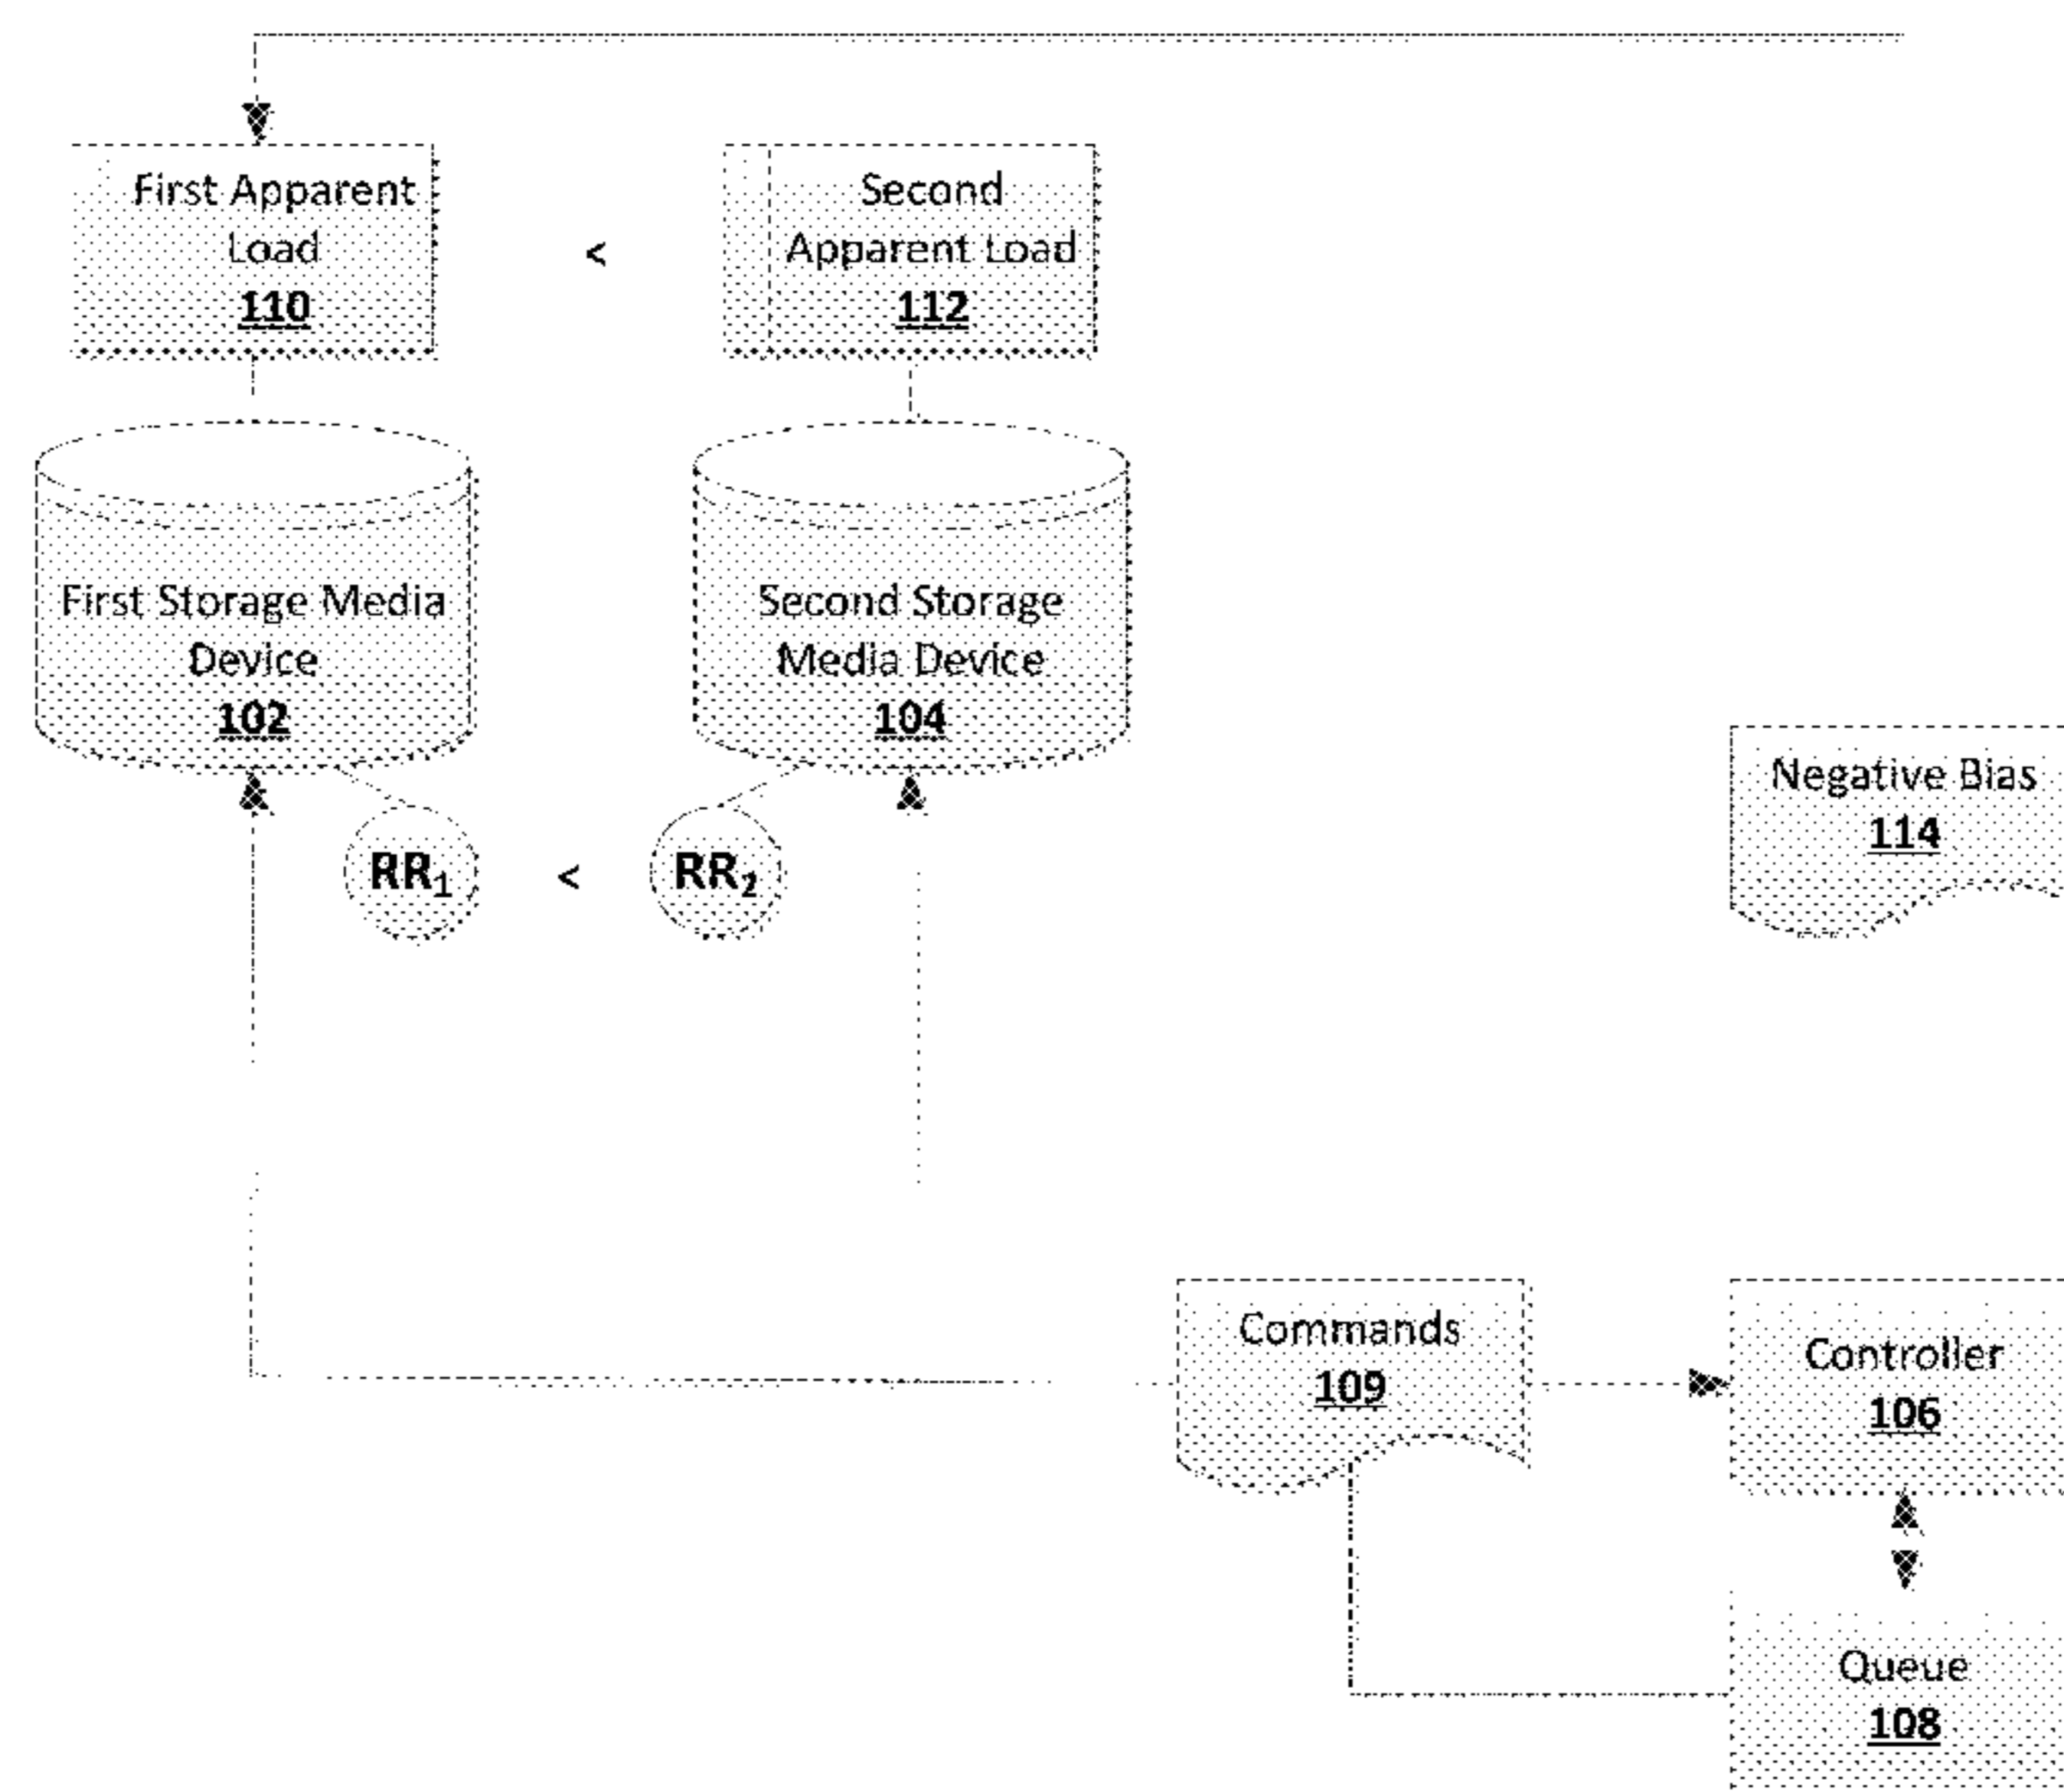 First Apparent
Load
110
<
Second
Apparent Load
112
First Storage Media
Device
102
Second Storage
Media Device
104
Negative Bias
114
RR₁
<
RR₂
Commands
109
Controller
106
Queue
108